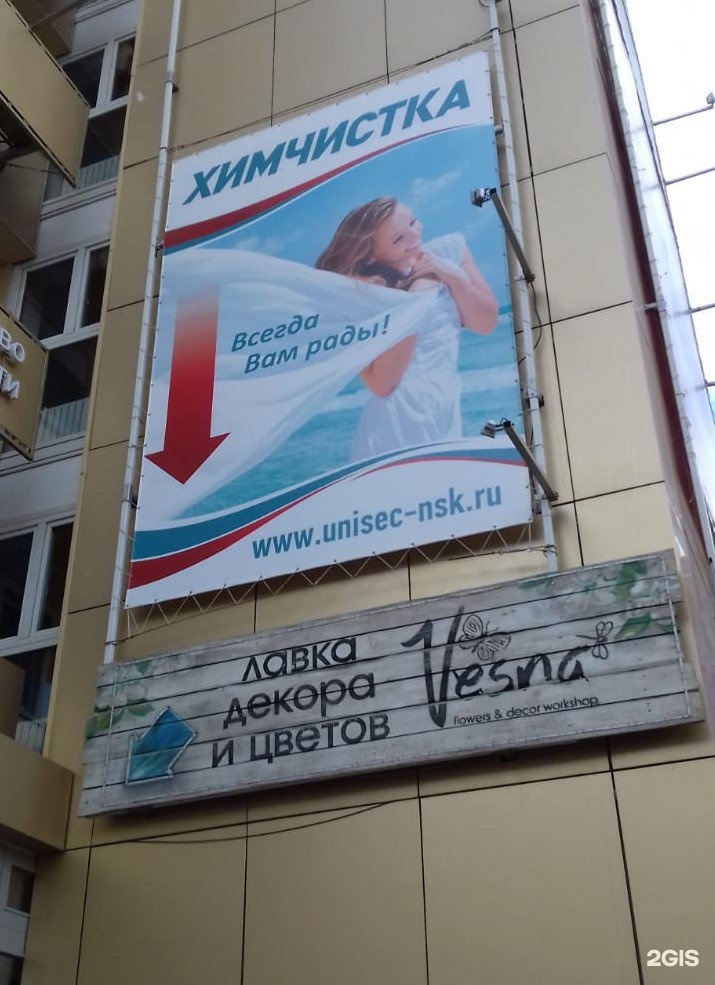 ХИМЧИСТКА
Всегда
Вам рады!
www.unisec-nsk.ru
лавка
декора
и цветов
Vesna
flowers & decor workshop
2GIS